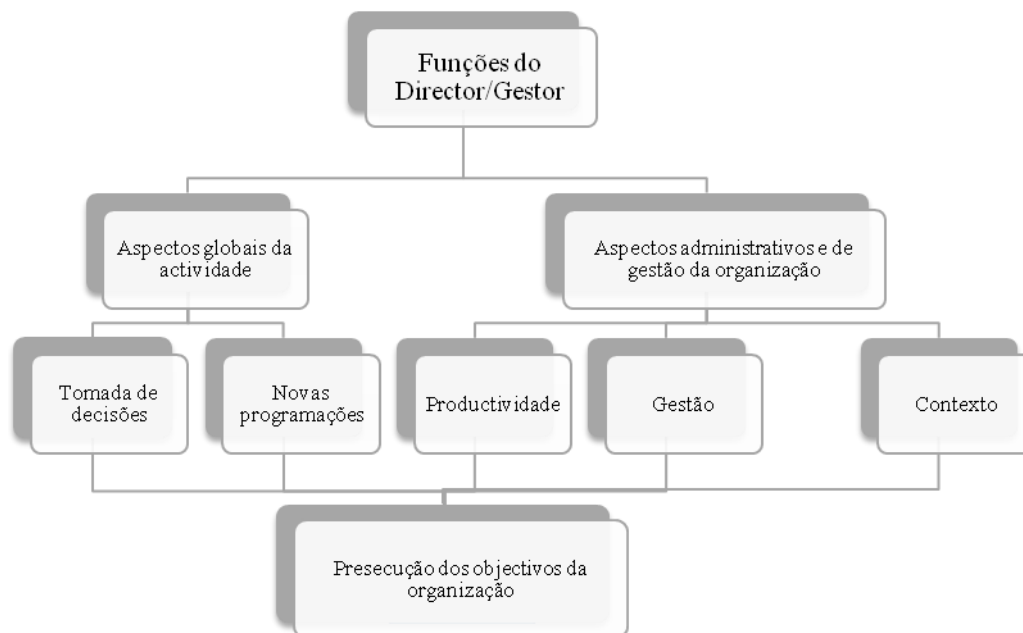 Funções do
Director/Gestor
Aspectos globais da
actividade
Aspectos administrativos e de
gestão da organização
Tomada de
decisões
Novas
programações
Productividade
Gestão
Contexto
Presecução dos objectivos da
organização